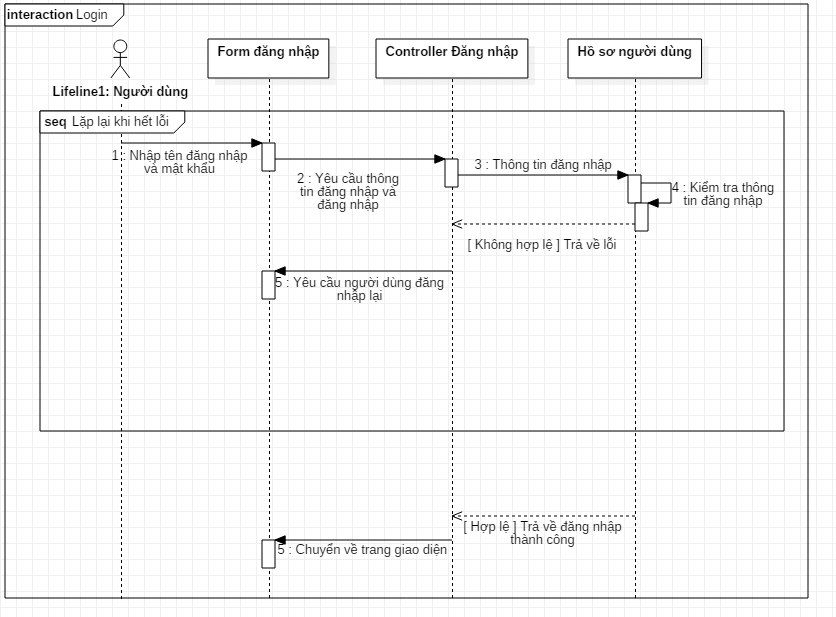 interaction Login
Form đăng nhập
Controller Đăng nhập
Hồ sơ người dùng
Lifeline1: Người dùng
seq Lặp lại khi hết lỗi
1 : Nhập tên đăng nhập
và mật khẩu
2 : Yêu cầu thông
tin đăng nhập và
đăng nhập
3 : Thông tin đăng nhập
4 : Kiểm tra thông
tin đăng nhập
[ Không hợp lệ ] Trả về lỗi
5 : Yêu cầu người dùng đăng
nhập lại
[ Hợp lệ ] Trả về đăng nhập
thành công
5 : Chuyển về trang giao diện